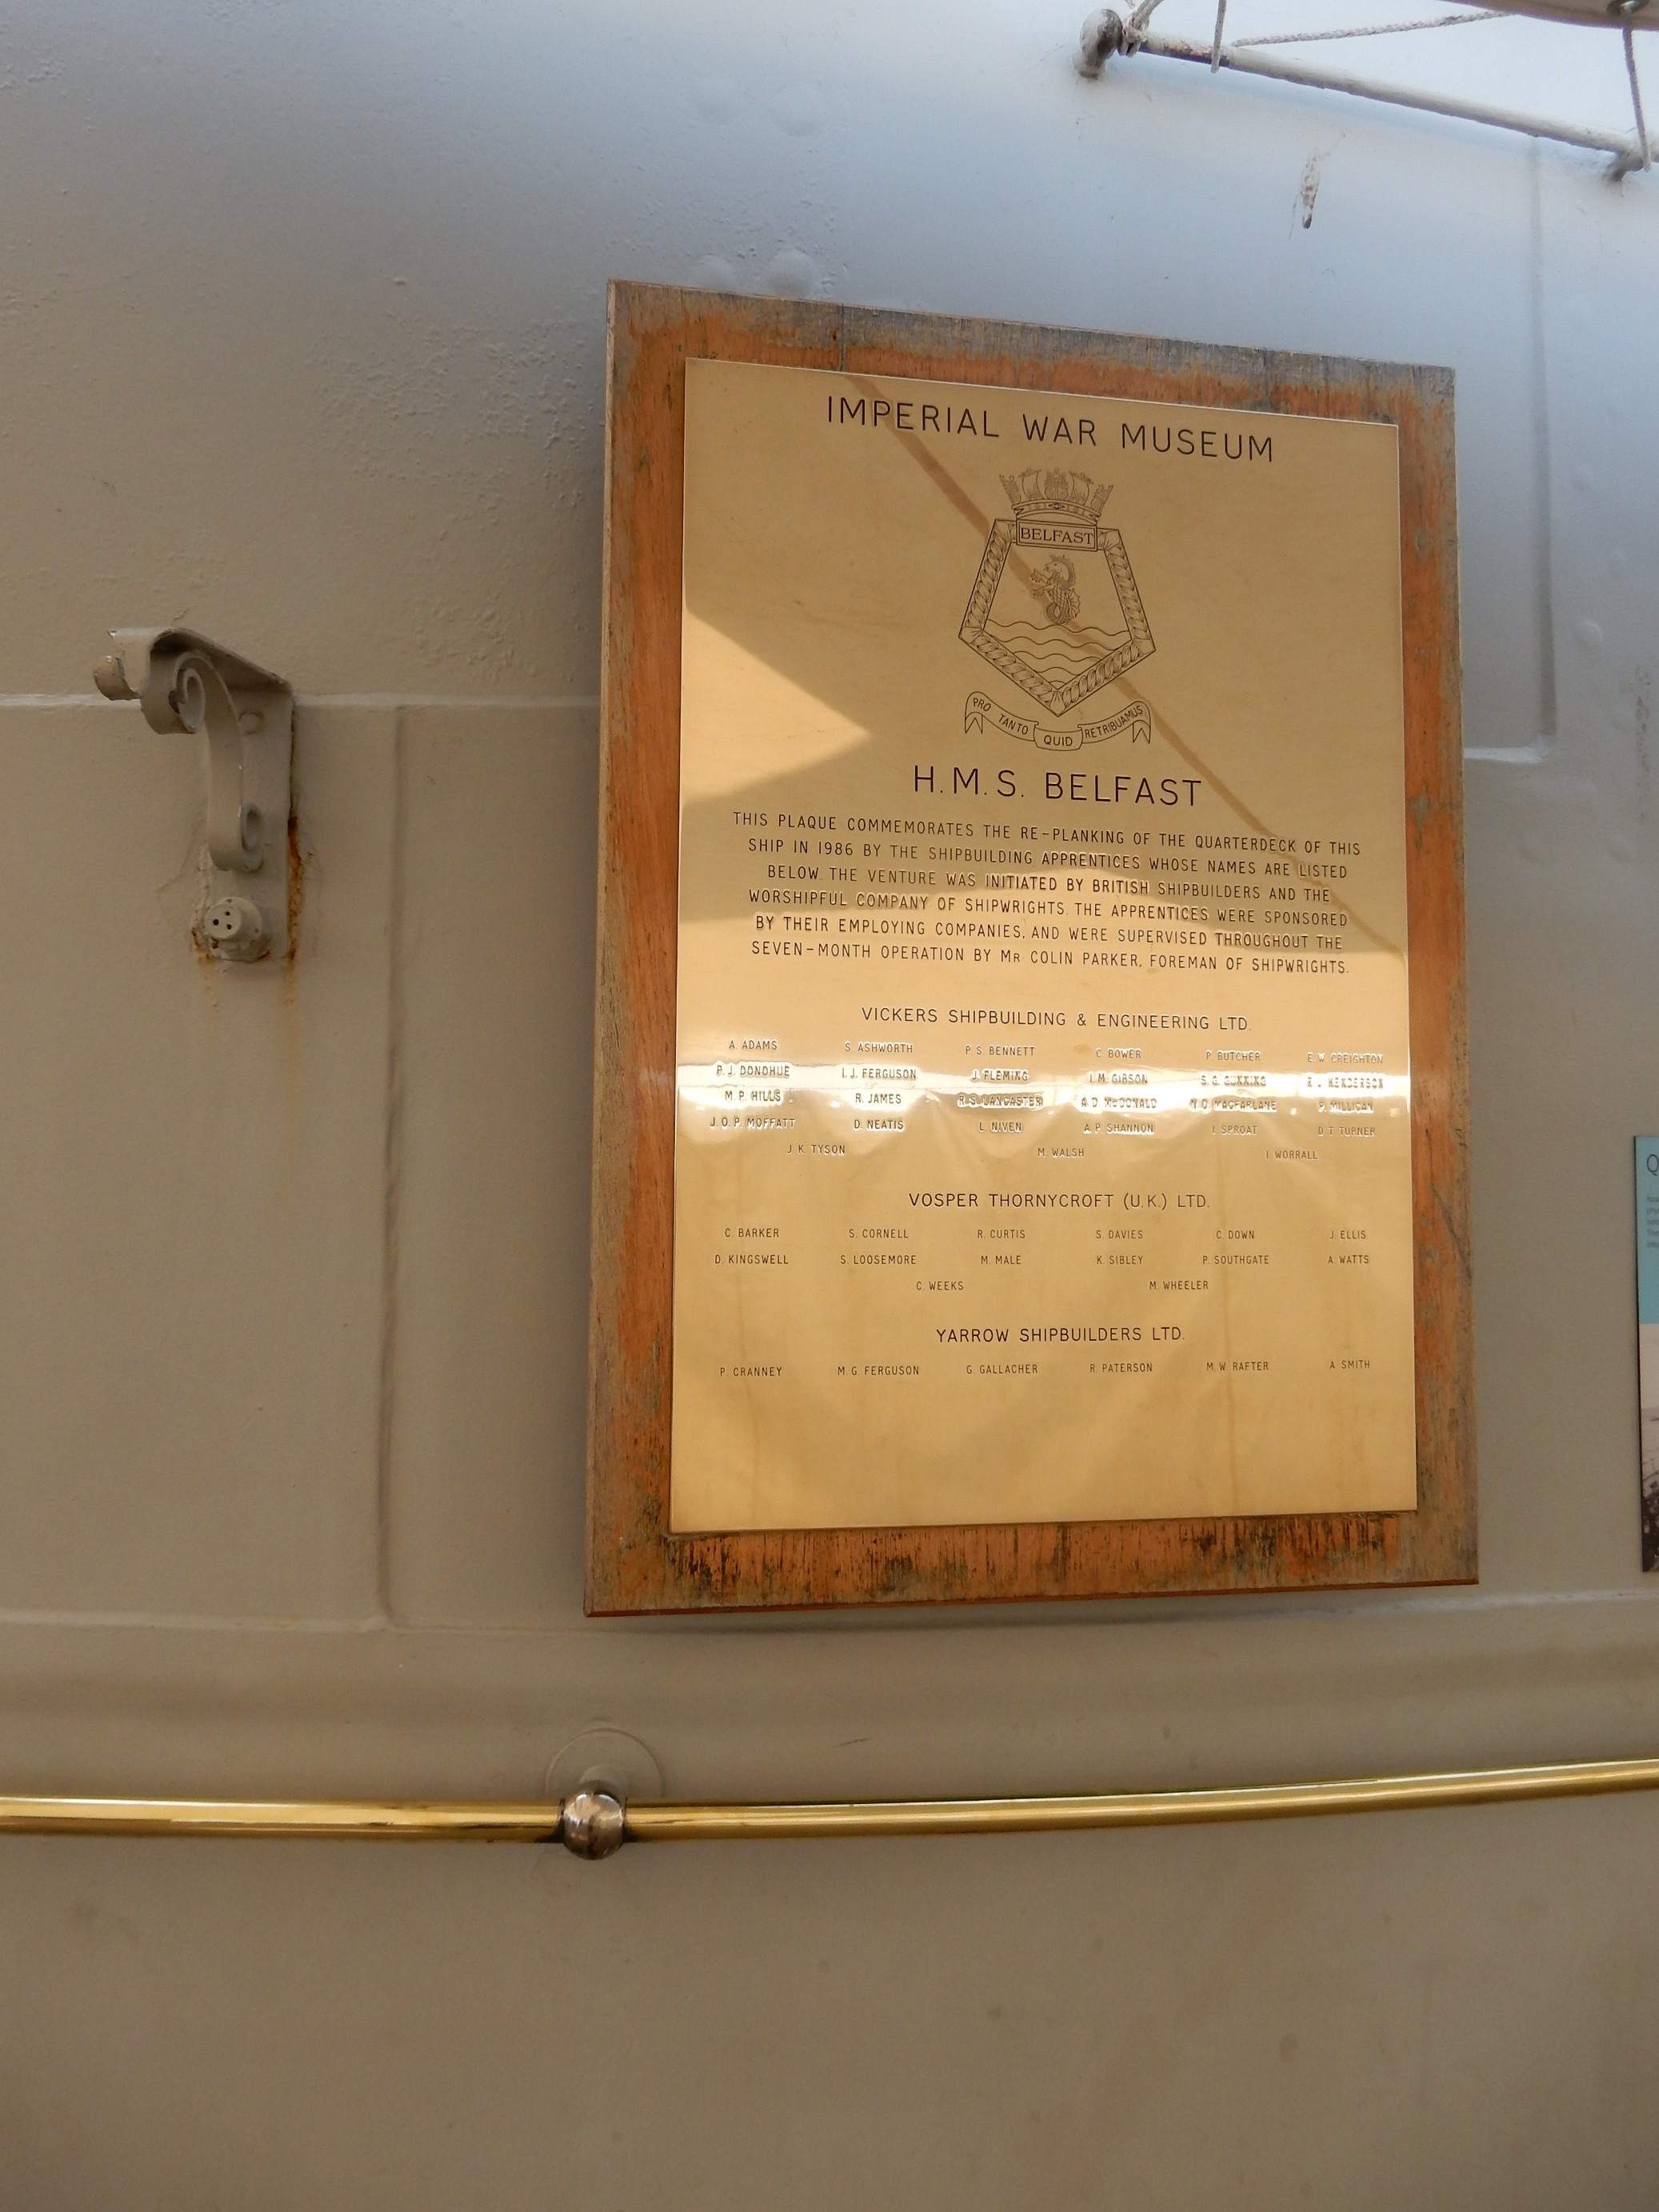 IMPERIAL WAR MUSEUM
BELFAST
PRO TANTO QUID RETRIBUAMUS
H.M.S. BELFAST
THIS PLAQUE COMMEMORATES THE RE-PLANKING OF THE QUARTERDECK OF THIS
SHIP IN 1986 BY THE SHIPBUILDING APPRENTICES WHOSE NAMES ARE LISTED
BELOW. THE VENTURE WAS INITIATED BY BRITISH SHIPBUILDERS AND THE
WORSHIPFUL COMPANY OF SHIPWRIGHTS. THE APPRENTICES WERE SPONSORED
BY THEIR EMPLOYING COMPANIES, AND WERE SUPERVISED THROUGHOUT THE
SEVEN-MONTH OPERATION BY MR COLIN PARKER, FOREMAN OF SHIPWRIGHTS.
VICKERS SHIPBUILDING & ENGINEERING LTD.
A. ADAMS S. ASHWORTH P. S. BENNETT C. BOWER P. BUTCHER E. W. CREIGHTON
P. J. DONOHUE I. J. FERGUSON J. FLEMING I. M. GIBSON S. G. GUNNING R. J. HENDERSON
M. P. HILLS R. JAMES R. S. LANCASTER A. D. McDONALD N. O. MACFARLANE MILLIGAN
J. O. P. MOFFATT D. NEATIS L. NIVEN A. P. SHANNON I. SPROAT D. T. TURNER
J. K. TYSON M. WALSH I. WORRALL
VOSPER THORNYCROFT (U.K.) LTD.
C. BARKER S. CORNELL R. CURTIS S. DAVIES C. DOWN J. ELLIS
D. KINGSWELL S. LOOSEMORE M. MALE K. SIBLEY P. SOUTHGATE A. WATTS
C. WEEKS M. WHEELER
YARROW SHIPBUILDERS LTD.
P. CRANNEY M. G. FERGUSON G. GALLACHER R. PATERSON M. W. RAFTER A. SMITH